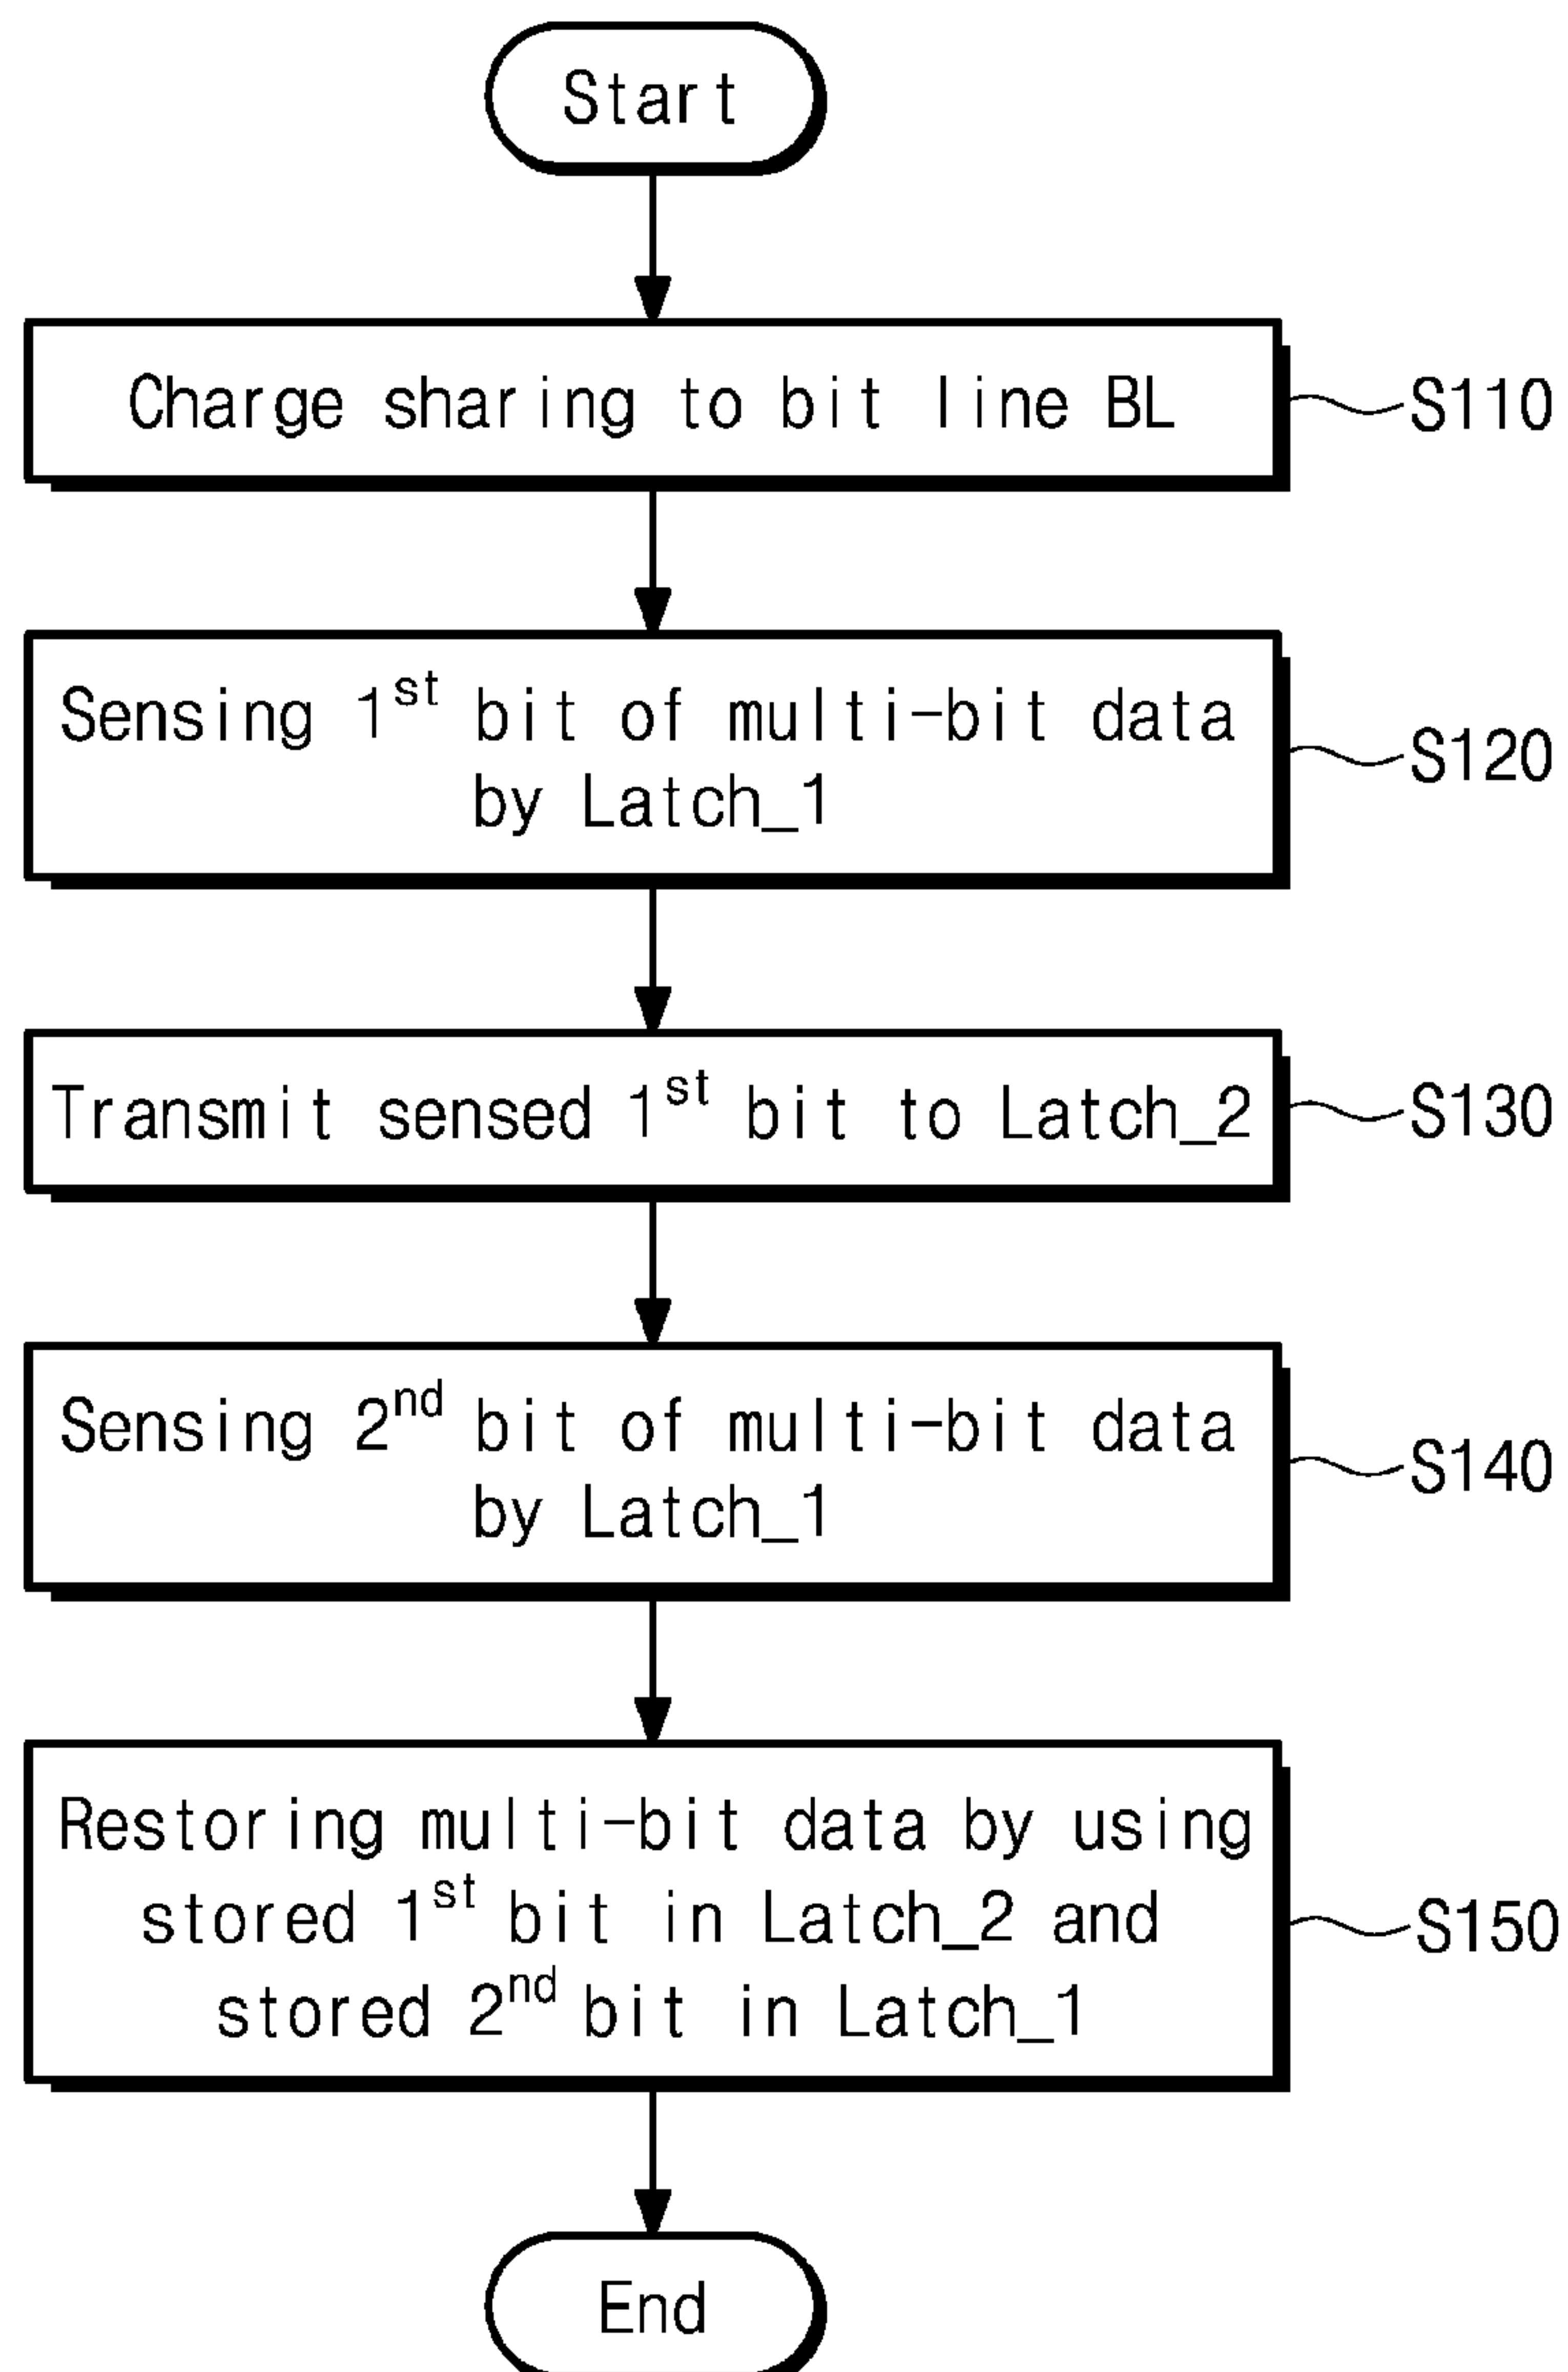 Start
Charge sharing to bit line BL
S110
Sensing 1st bit of multi-bit data
by Latch_1
S120
Transmit sensed 1st bit to Latch_2
S130
Sensing 2nd bit of multi-bit data
by Latch_1
S140
Restoring multi-bit data by using
stored 1st bit in Latch_2 and
stored 2nd bit in Latch_1
S150
End